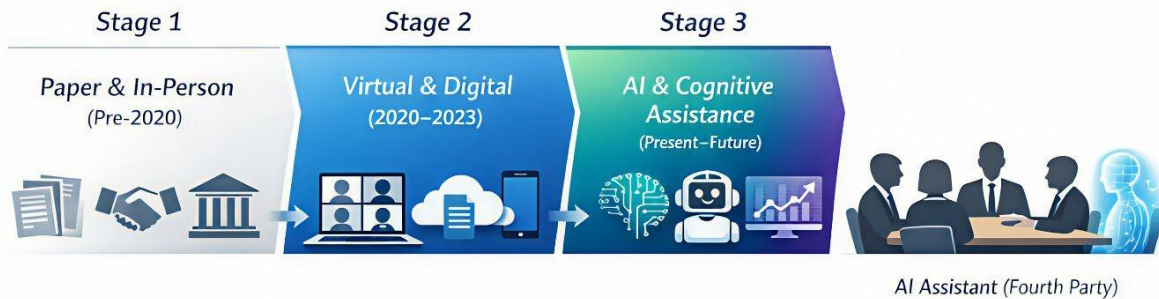 Stage 1
Stage 2
Stage 3
Paper & In-Person
(Pre-2020)
Virtual & Digital
(2020–2023)
AI & Cognitive
Assistance
(Present–Future)
AI Assistant (Fourth Party)